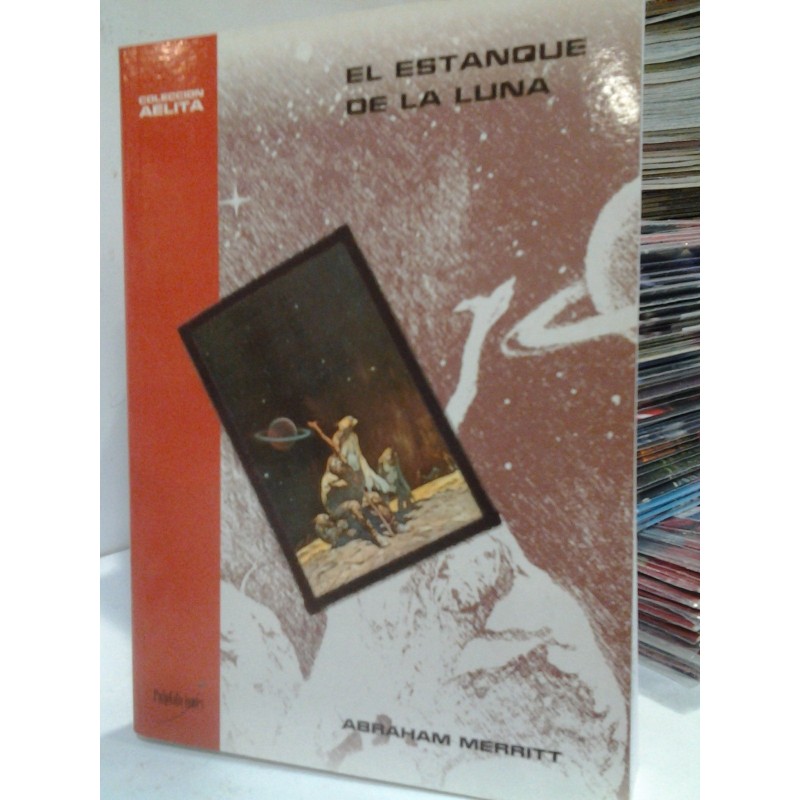 EL ESTANQUE
DE LA LUNA
COLECCION
AELITA
ABRAHAM MERRITT